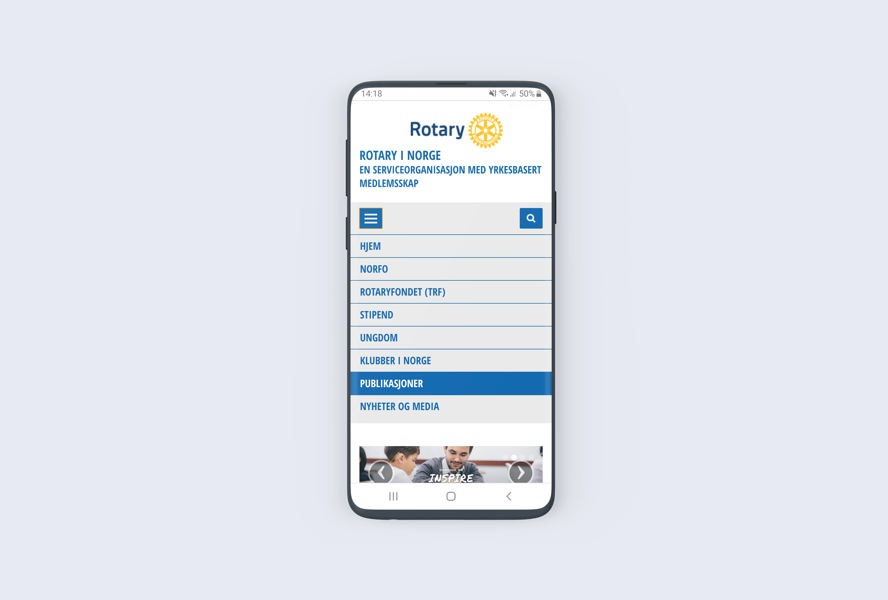 14:18
50%
Rotary
ROTARY I NORGE
EN SERVICEORGANISASJON MED YRKESBASERT
MEDLEMSSKAP
HJEM
NORFO
ROTARYFONDET (TRF)
STIPEND
UNGDOM
KLUBBER I NORGE
PUBLIKASJONER
NYHETER OG MEDIA
INSPIRE